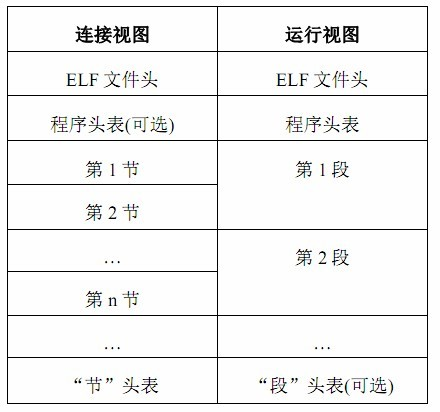 连接视图 运行视图
ELF 文件头 ELF 文件头
程序头表(可选) 程序头表
第 1 节 第 1 段
第 2 节
… 第 2 段
第 n 节
… …
“节”头表 “段”头表(可选)